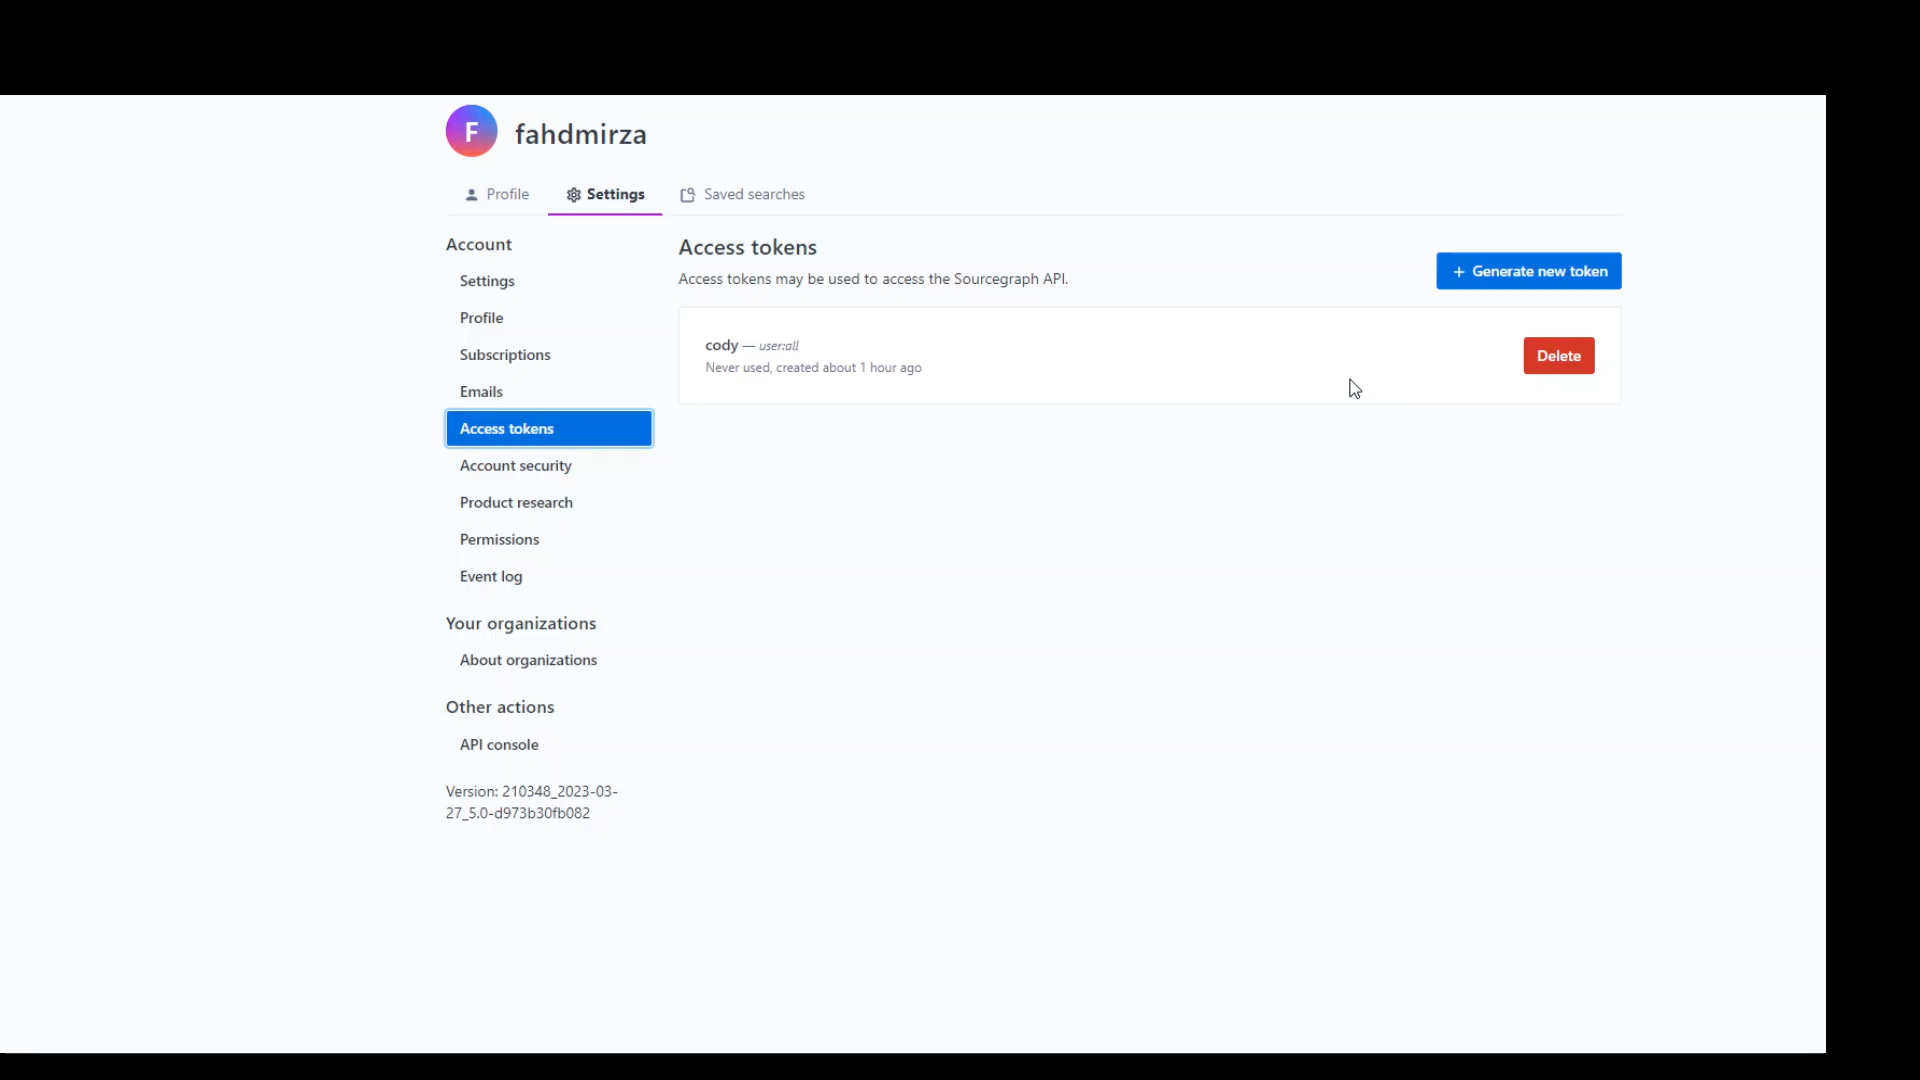 F
fahdmirza
Profile
Settings
Saved searches
Account
Settings
Profile
Subscriptions
Emails
Access tokens
Account security
Product research
Permissions
Event log
Your organizations
About organizations
Other actions
API console
Version: 210348_2023-03-
27_5.0-d973b30fb082
Access tokens
Access tokens may be used to access the Sourcegraph API.
+ Generate new token
cody — user:all
Never used, created about 1 hour ago
Delete